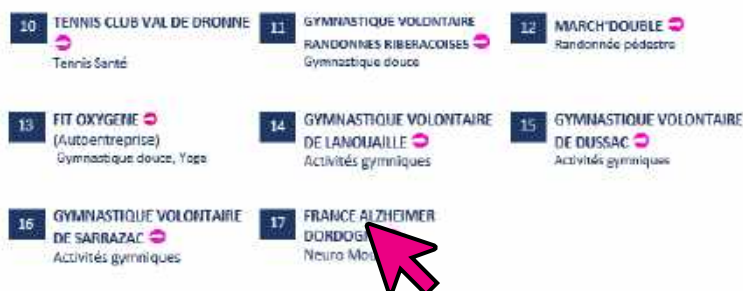 10 TENNIS CLUB VAL DE DRONNE
Tennis Santé
11 GYMNASTIQUE VOLONTAIRE
RANDONNES RIBERACOISES
Gymnastique douce
12 MARCH'DOUBLE
Randonnée pédestre
13 FIT OXYGENE
(Autoentreprise)
Gymnastique douce, Yoga
14 GYMNASTIQUE VOLONTAIRE
DE LANOUAILLE
Activités gymniques
15 GYMNASTIQUE VOLONTAIRE
DE DUSSAC
Activités gymniques
16 GYMNASTIQUE VOLONTAIRE
DE SARRAZAC
Activités gymniques
17 FRANCE ALZHEIMER
Neuro